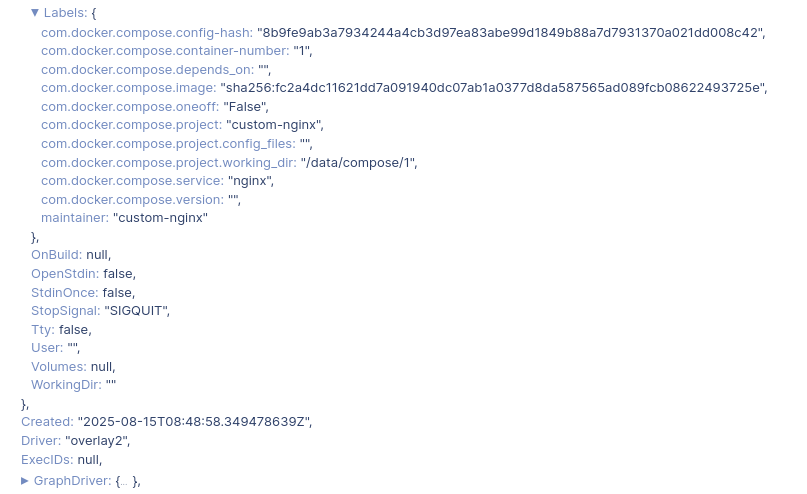 ▼ Labels: {
com.docker.compose.config-hash: "8b9fe9ab3a7934244a4cb3d97ea83abe99d1849b88a7d7931370a021dd008c42",
com.docker.compose.container-number: "1",
com.docker.compose.depends_on: "",
com.docker.compose.image: "sha256:fc2a4dc11621dd7a091940dc07ab1a0377d8da587565ad089fcb08622493725e",
com.docker.compose.oneoff: "False",
com.docker.compose.project: "custom-nginx",
com.docker.compose.project.config_files: "",
com.docker.compose.project.working_dir: "/data/compose/1",
com.docker.compose.service: "nginx",
com.docker.compose.version: "",
maintainer: "custom-nginx"
},
OnBuild: null,
OpenStdin: false,
StdinOnce: false,
StopSignal: "SIGQUIT",
Tty: false,
User: "",
Volumes: null,
WorkingDir: ""
},
Created: "2025-08-15T08:48:58.349478639Z",
Driver: "overlay2",
ExecIDs: null,
▶ GraphDriver: {... },